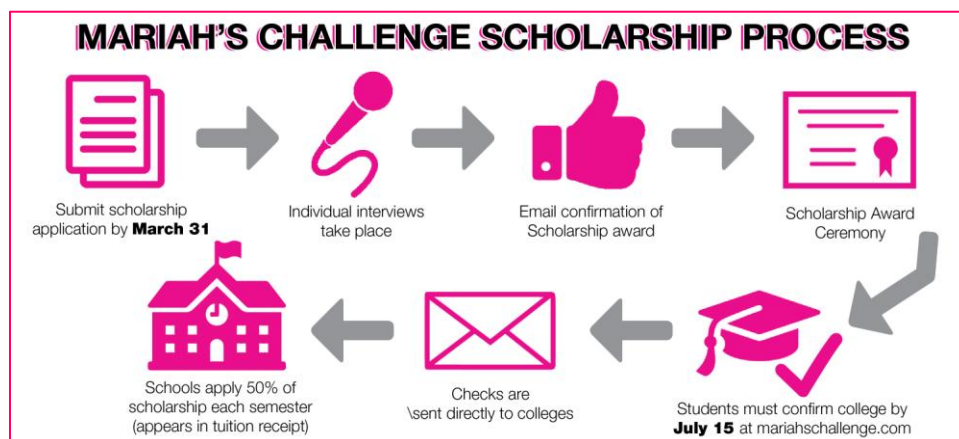 MARIAH'S CHALLENGE SCHOLARSHIP PROCESS
Submit scholarship
application by March 31
Individual interviews
take place
Email confirmation of
Scholarship award
Scholarship Award
Ceremony
Students must confirm college by
July 15 at mariahschallenge.com
Checks are
\sent directly to colleges
Schools apply 50% of
scholarship each semester
(appears in tuition receipt)